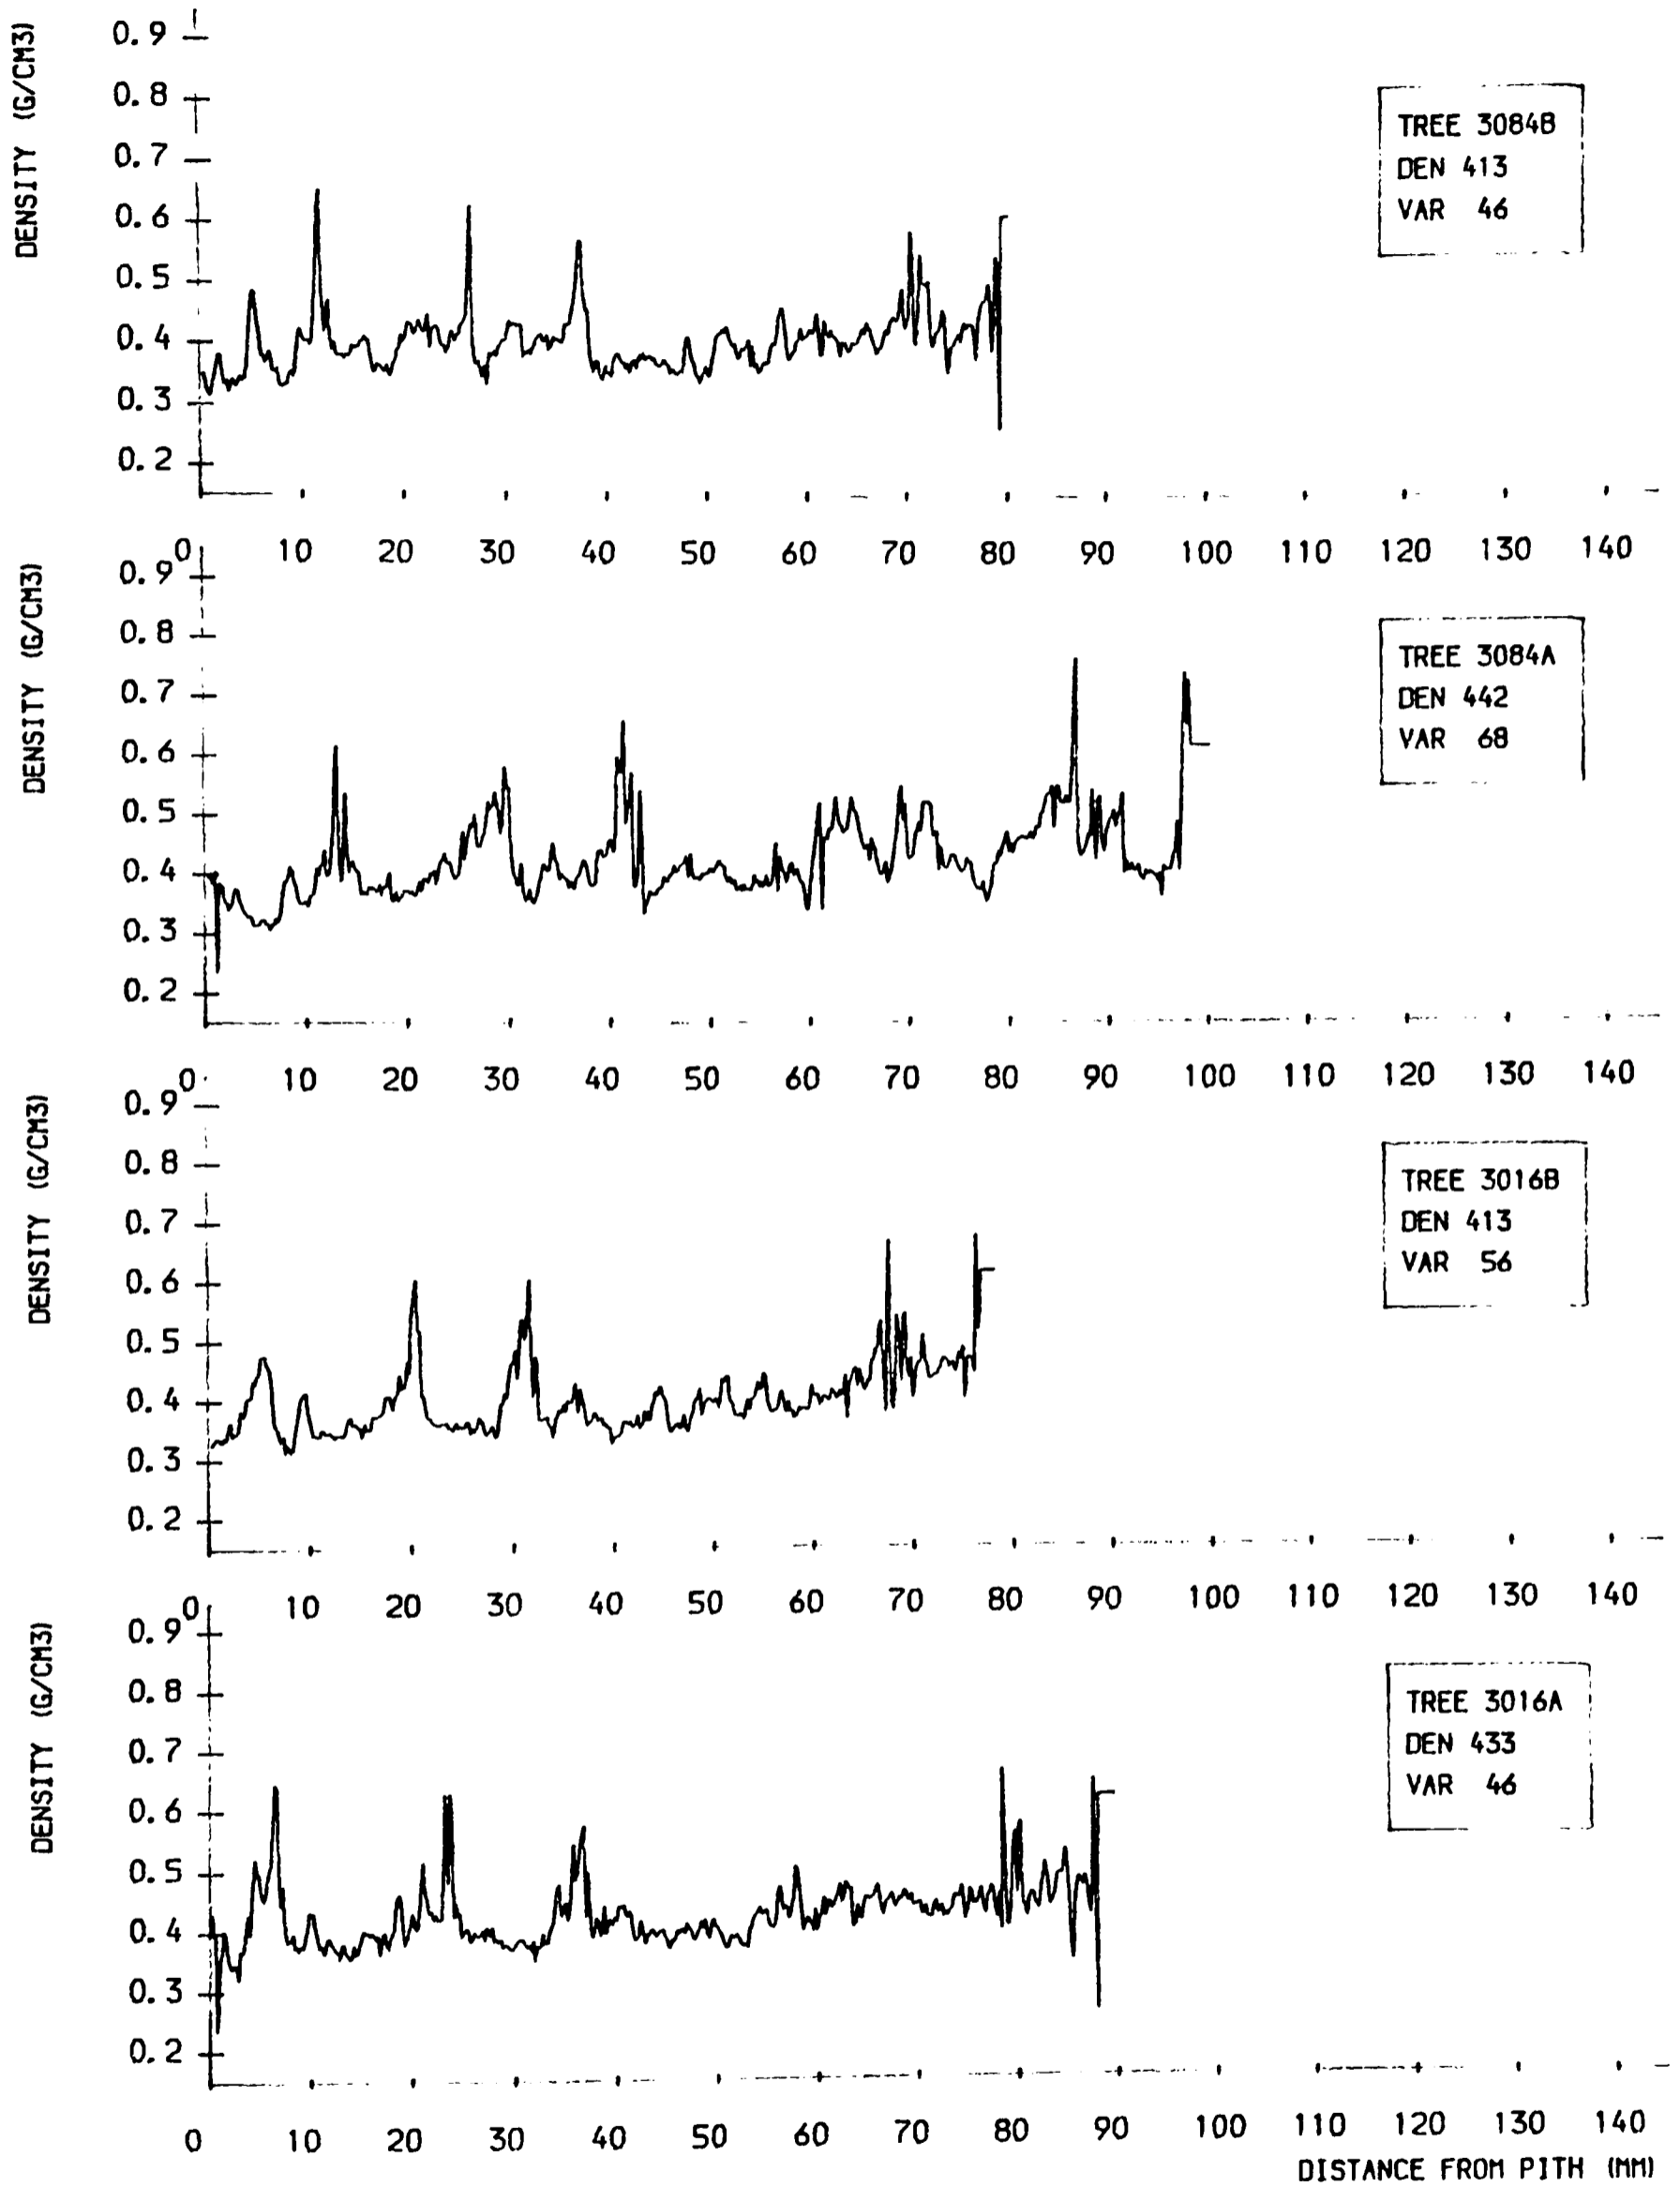 DENSITY (G/CM3)
0.9
0.8
0.7
0.6
0.5
0.4
0.3
0.2
TREE 3084B
DEN 413
VAR 46
0 10 20 30 40 50 60 70 80 90 100 110 120 130 140
DENSITY (G/CM3)
0.9
0.8
0.7
0.6
0.5
0.4
0.3
0.2
TREE 3084A
DEN 442
VAR 68
0 10 20 30 40 50 60 70 80 90 100 110 120 130 140
DENSITY (G/CM3)
0.9
0.8
0.7
0.6
0.5
0.4
0.3
0.2
TREE 3016B
DEN 413
VAR 56
0 10 20 30 40 50 60 70 80 90 100 110 120 130 140
DENSITY (G/CM3)
0.9
0.8
0.7
0.6
0.5
0.4
0.3
0.2
TREE 3016A
DEN 433
VAR 46
0 10 20 30 40 50 60 70 80 90 100 110 120 130 140
DISTANCE FROM PITH (MM)